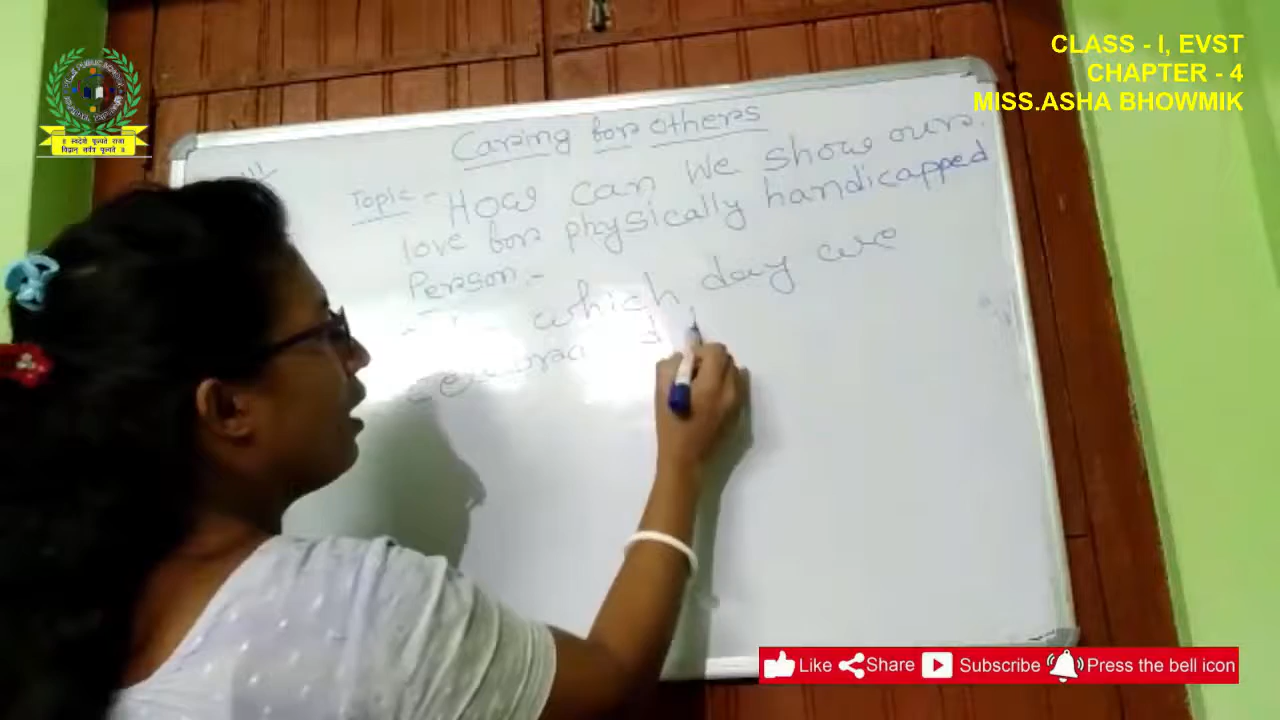 CLASS - I, EVST
CHAPTER - 4
MISS.ASHA BHOWMIK
Caring for others
Topic - How can we show our
love for physically handicapped
Person:-
which day we
Like Share Subscribe Press the bell icon